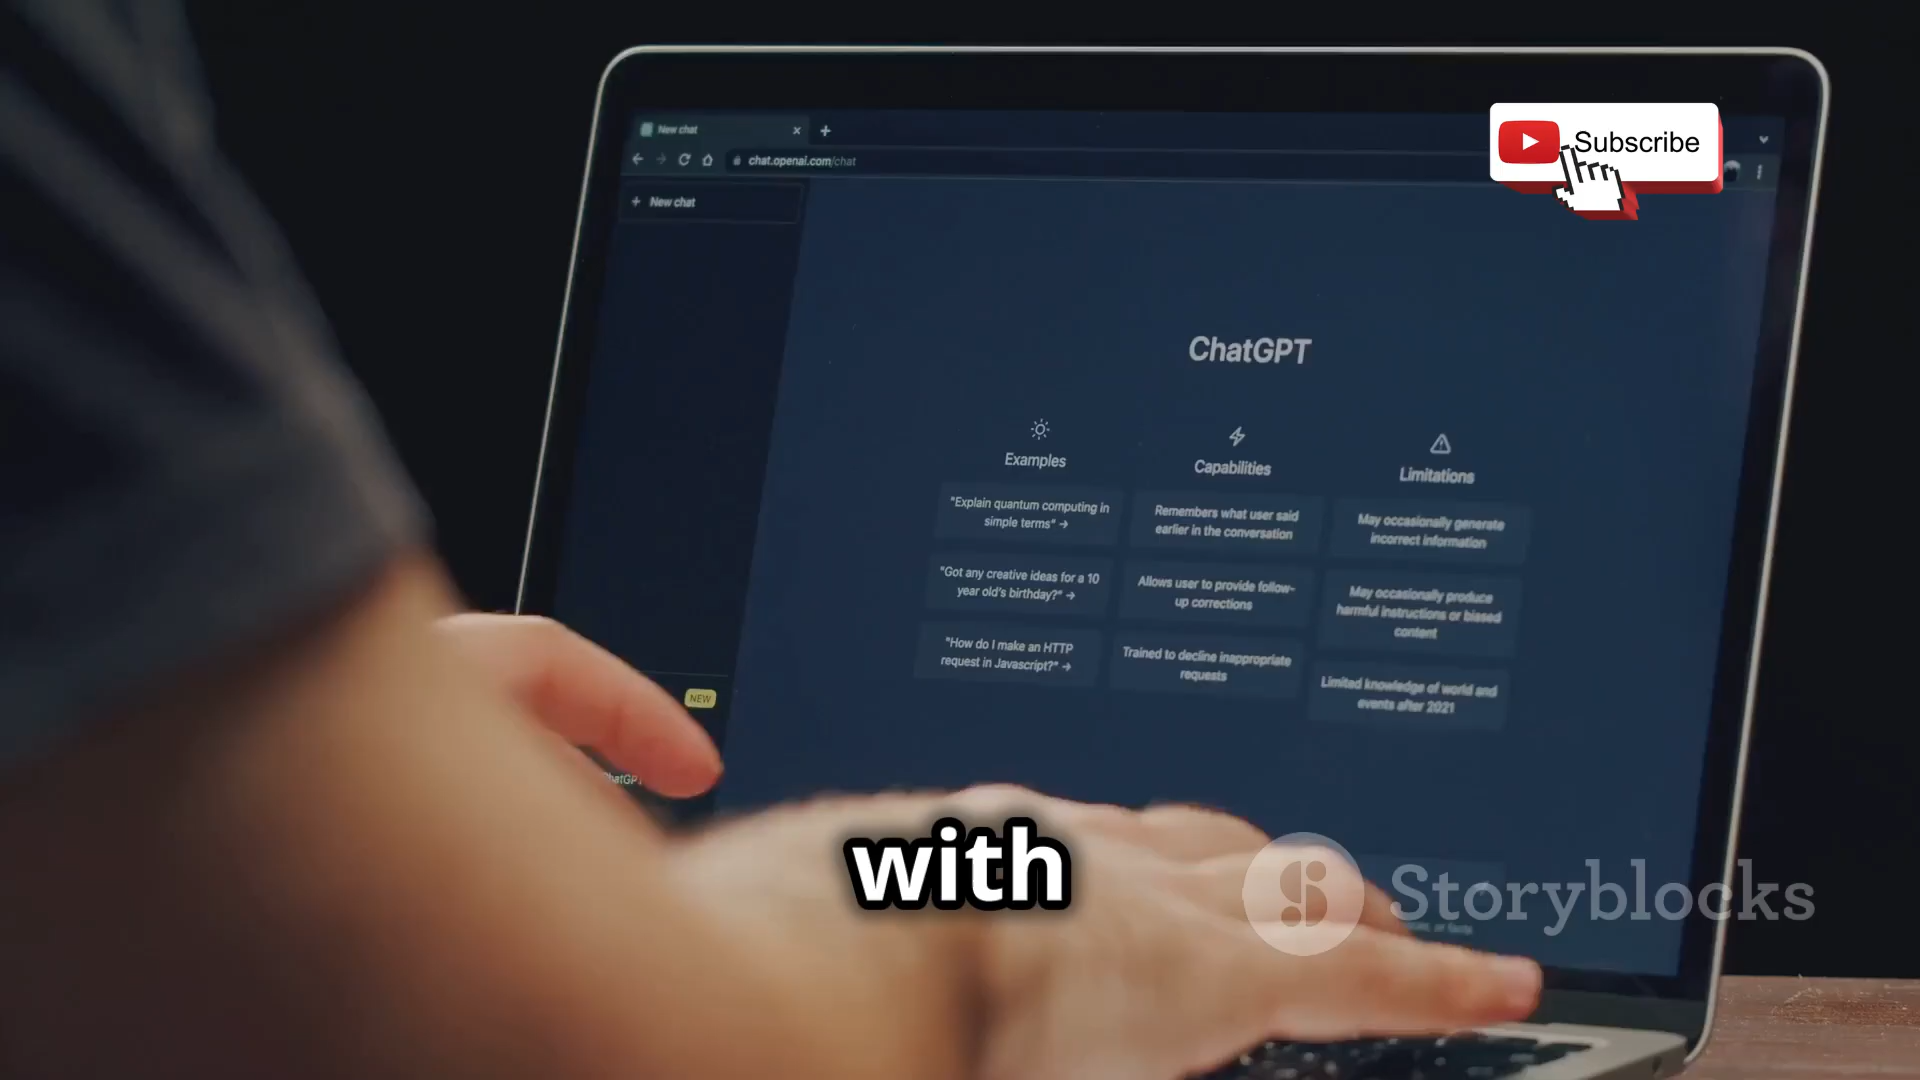 New chat
chat.openai.com/chat
Subscribe
New chat
ChatGPT
Examples
"Explain quantum computing in
simple terms" →
"Got any creative ideas for a 10
year old's birthday?" →
"How do I make an HTTP
request in Javascript?" →
Capabilities
Remembers what user said
earlier in the conversation
Allows user to provide follow-
up corrections
Trained to decline inappropriate
requests
Limitations
May occasionally generate
incorrect information
May occasionally produce
harmful instructions or biased
content
Limited knowledge of world and
events after 2021
NEW
ChatGPT
with
Storyblocks